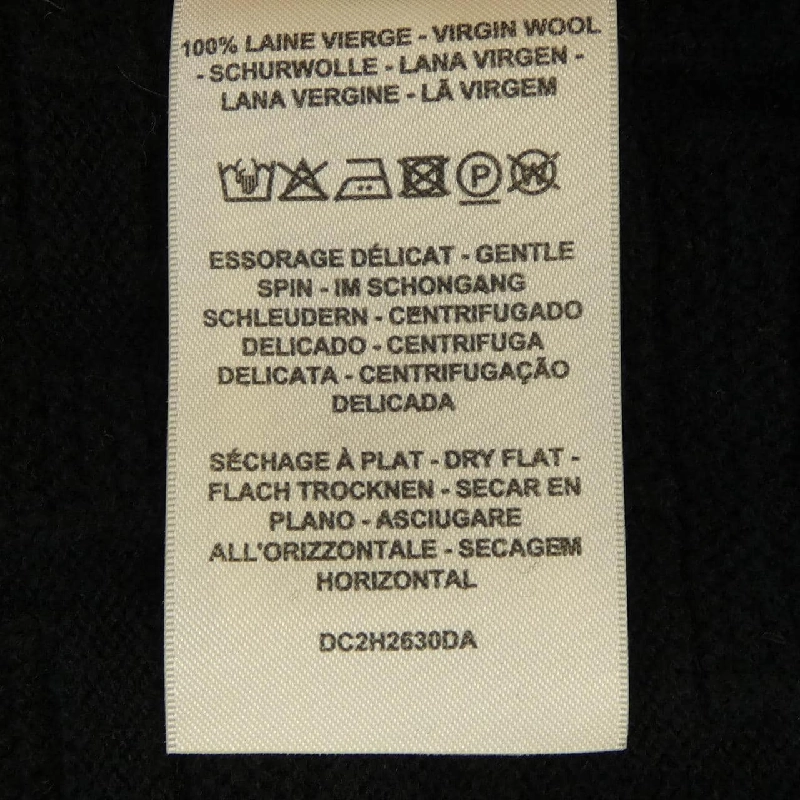 100% LAINE VIERGE - VIRGIN WOOL
- SCHURWOLLE - LANA VIRGEN -
LANA VERGINE - LÃ VIRGEM
P W
ESSORAGE DÉLICAT - GENTLE
SPIN - IM SCHONGANG
SCHLEUDERN - CENTRIFUGADO
DELICADO - CENTRIFUGA
DELICATA - CENTRIFUGAÇÃO
DELICADA
SÉCHAGE À PLAT - DRY FLAT -
FLACH TROCKNEN - SECAR EN
PLANO - ASCIUGARE
ALL'ORIZZONTALE - SECAGEM
HORIZONTAL
DC2H2630DA